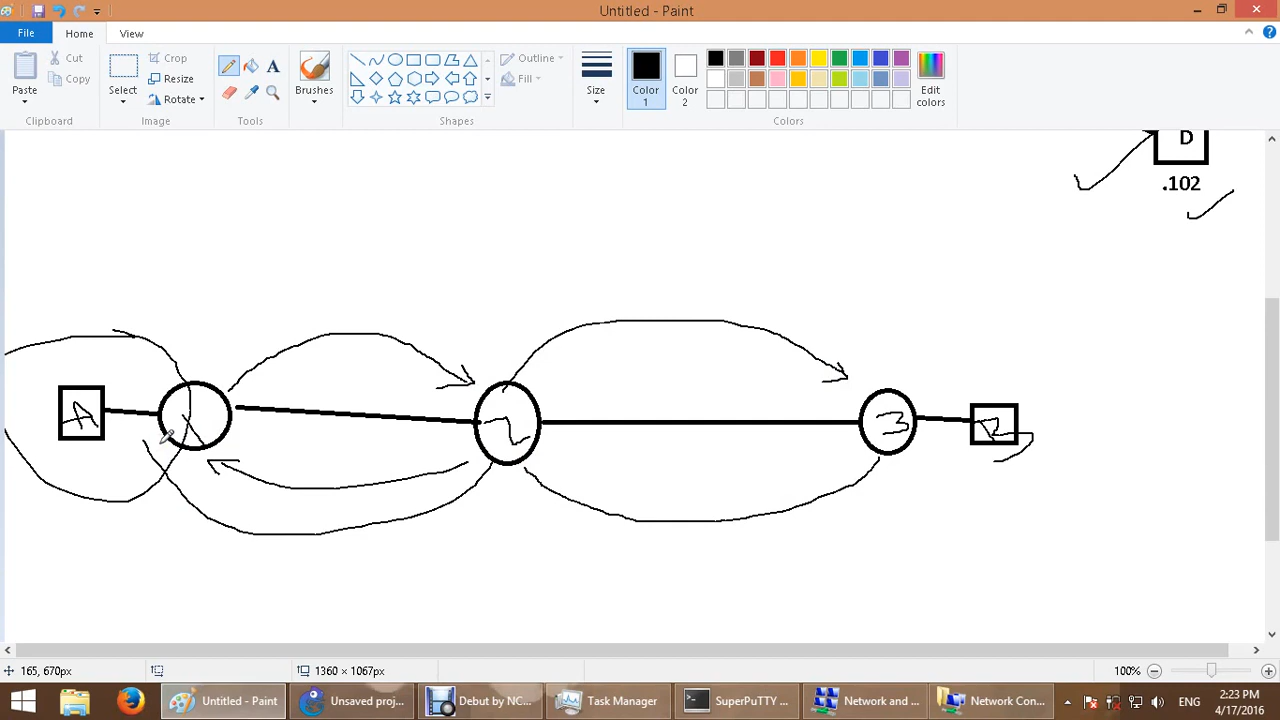 Untitled - Paint
File
Home
View
Paste
Cut
Copy
Clipboard
Select
Crop
Resize
Rotate
Image
A
Tools
Brushes
Outline
Fill
Shapes
Size
Color
1
Color
2
Edit
colors
Colors
D
.102
A
2
3
165, 670px
1360 × 1067px
100%
Untitled - Paint
Unsaved proj...
Debut by NC...
Task Manager
SuperPuTTY ...
Network and ...
Network Con...
ENG
2:23 PM
4/17/2016